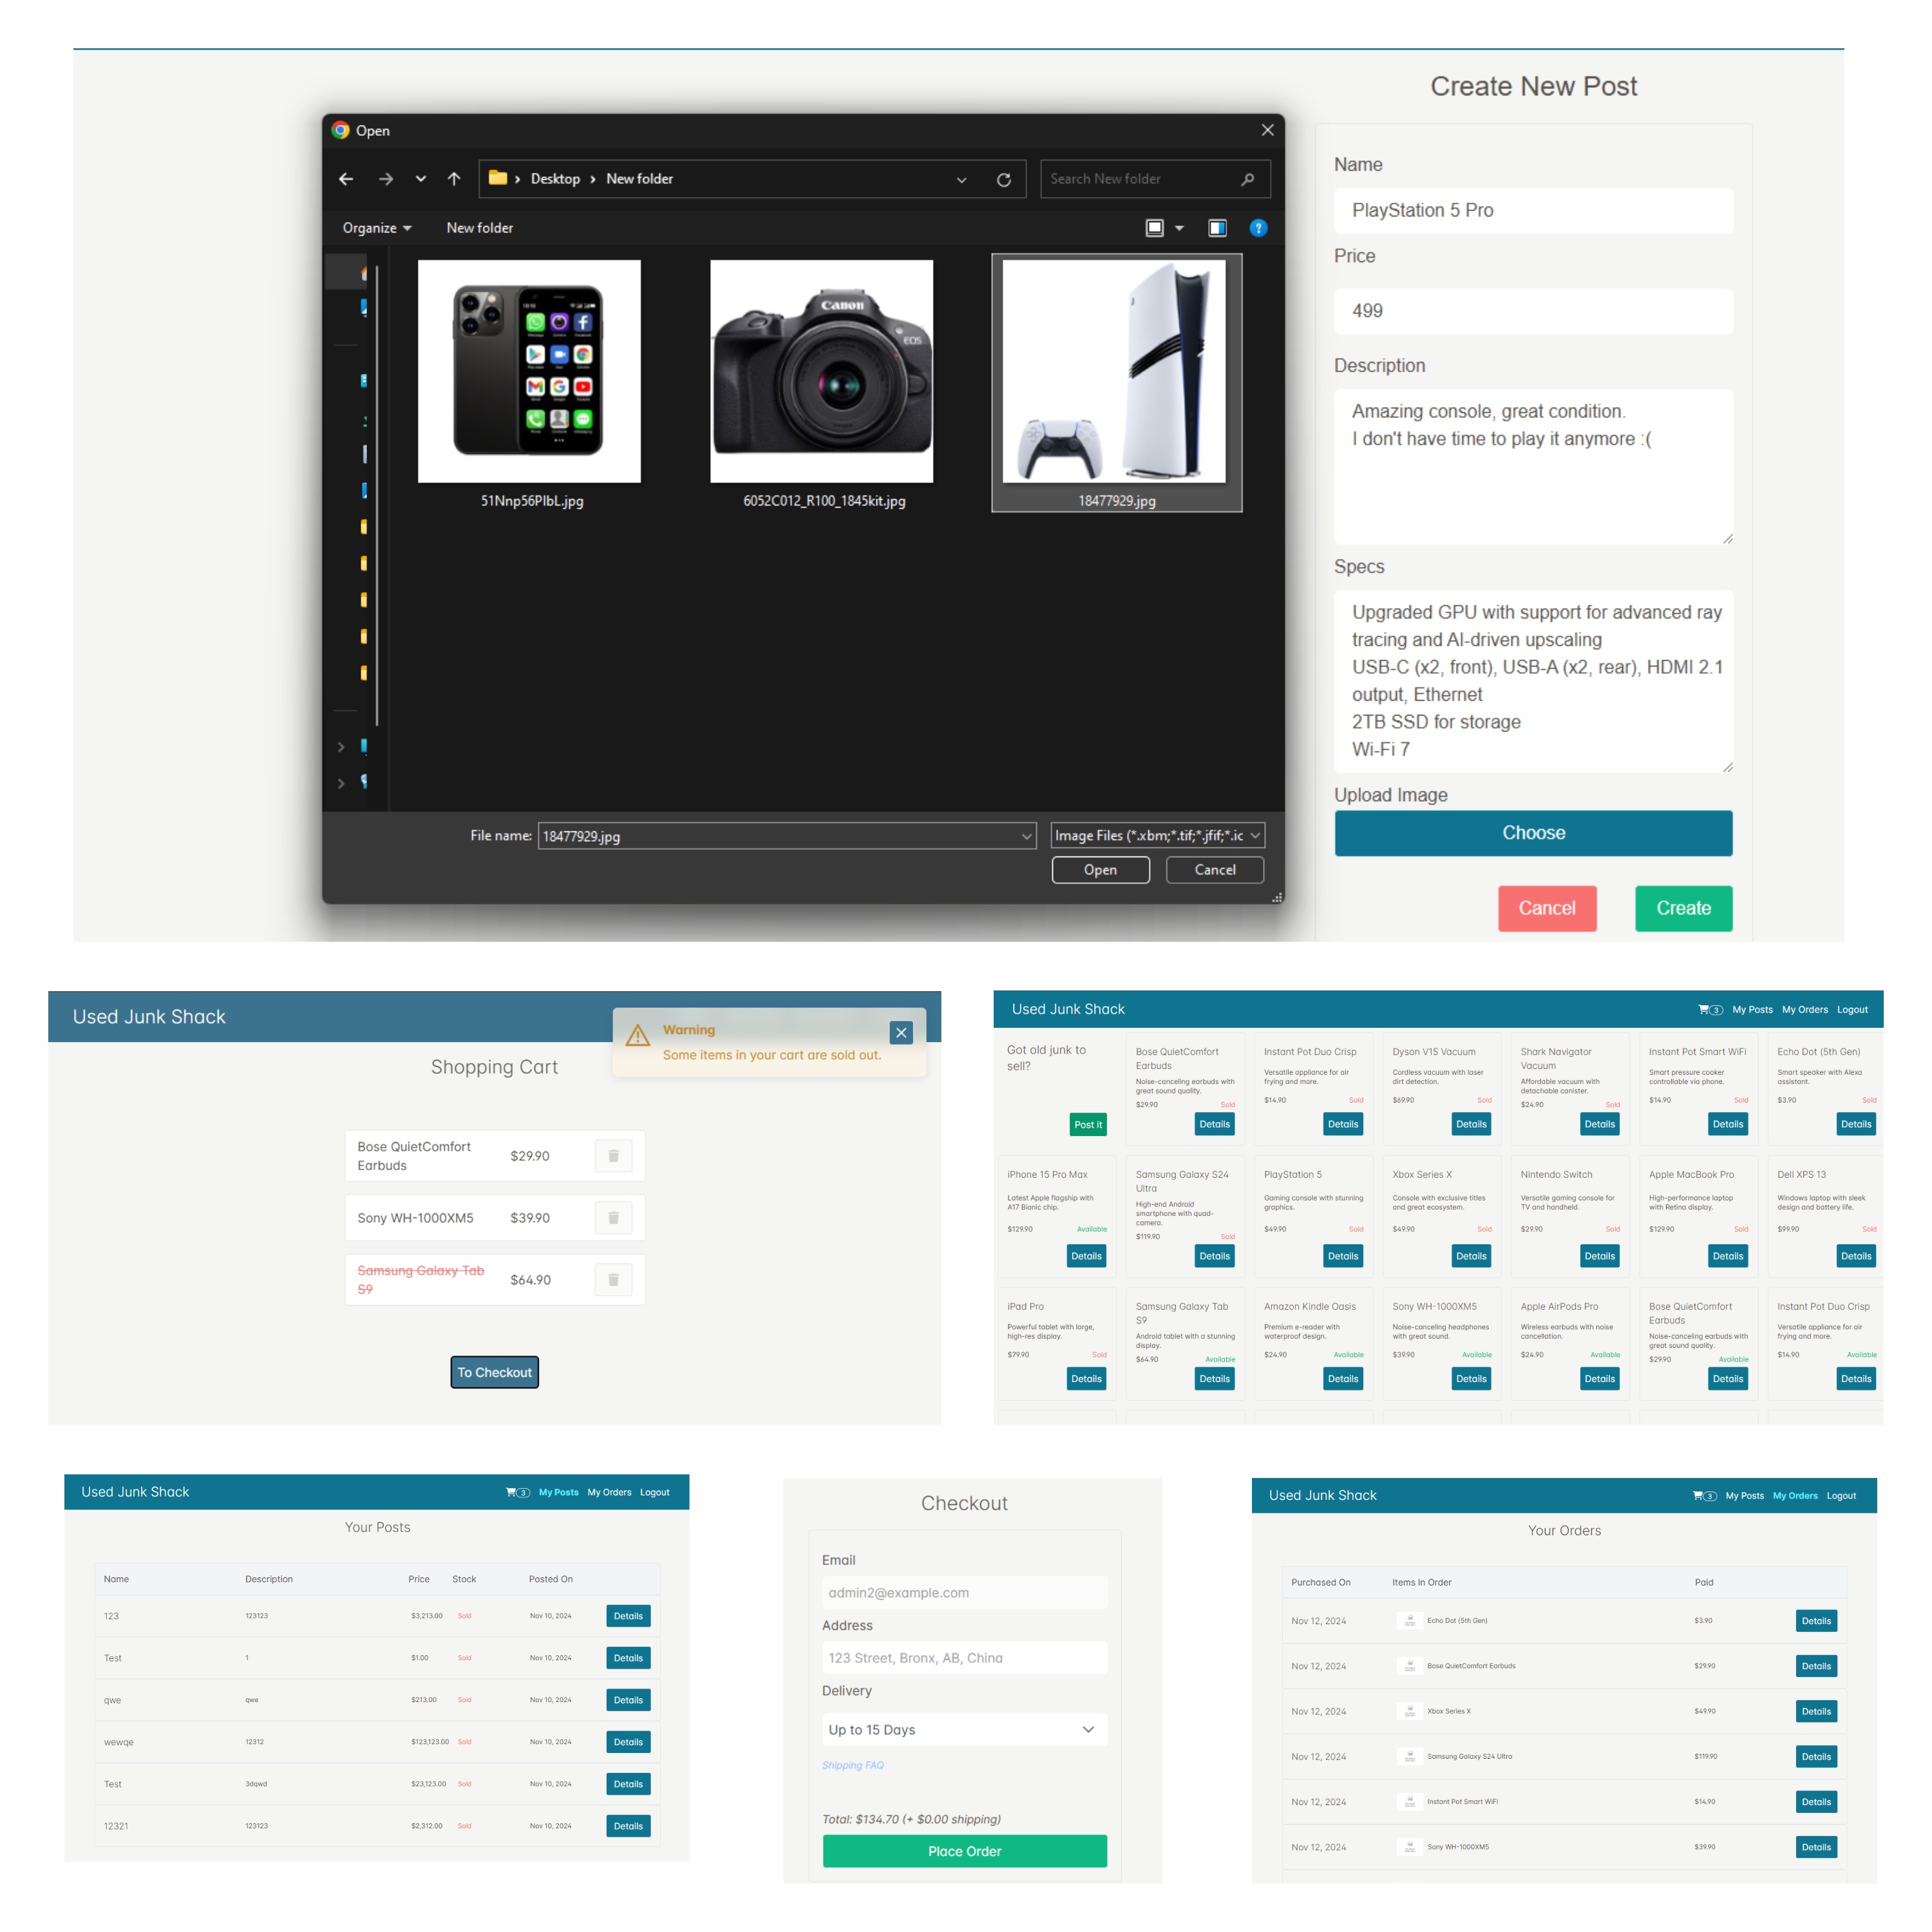 Create New Post
Open
Desktop > New folder
Search New folder
Organize
New folder
Canon
EOS
51Nnp56PIbL.jpg
6052C012_R100_1845kit.jpg
18477929.jpg
File name: 18477929.jpg
Image Files (*.xbm;*.tif;*.jfif;*.ic
Open
Cancel
Name
PlayStation 5 Pro
Price
499
Description
Amazing console, great condition.
I don't have time to play it anymore :(
Specs
Upgraded GPU with support for advanced ray
tracing and AI-driven upscaling
USB-C (x2, front), USB-A (x2, rear), HDMI 2.1
output, Ethernet
2TB SSD for storage
Wi-Fi 7
Upload Image
Choose
Cancel
Create
Used Junk Shack
Warning
Some items in your cart are sold out.
Shopping Cart
Bose QuietComfort
Earbuds
$29.90
Sony WH-1000XM5
$39.90
Samsung Galaxy Tab
S9
$64.90
To Checkout
Used Junk Shack
3 My Posts My Orders Logout
Got old junk to
sell?
Post it
Bose QuietComfort
Earbuds
Noise-canceling earbuds with
great sound quality.
$29.90 Sold
Details
Instant Pot Duo Crisp
Versatile appliance for air
frying and more.
$14.90 Sold
Details
Dyson V15 Vacuum
Cordless vacuum with laser
dirt detection.
$69.90 Sold
Details
Shark Navigator
Vacuum
Affordable vacuum with
detachable canister.
$24.90 Sold
Details
Instant Pot Smart WiFi
Smart pressure cooker
controllable via phone.
$14.90 Sold
Details
Echo Dot (5th Gen)
Smart speaker with Alexa
assistant.
$3.90 Sold
Details
iPhone 15 Pro Max
Latest Apple flagship with
A17 Bionic chip.
$129.90 Available
Details
Samsung Galaxy S24
Ultra
High-end Android
smartphone with quad-
camera.
$119.90 Sold
Details
PlayStation 5
Gaming console with stunning
graphics.
$49.90 Sold
Details
Xbox Series X
Console with exclusive titles
and great ecosystem.
$49.90 Sold
Details
Nintendo Switch
Versatile gaming console for
TV and handheld.
$29.90 Sold
Details
Apple MacBook Pro
High-performance laptop
with Retina display.
$129.90 Sold
Details
Dell XPS 13
Windows laptop with sleek
design and battery life.
$99.90 Sold
Details
iPad Pro
Powerful tablet with large,
high-res display.
$79.90 Sold
Details
Samsung Galaxy Tab
S9
Android tablet with a stunning
display.
$64.90 Available
Details
Amazon Kindle Oasis
Premium e-reader with
waterproof design.
$24.90 Available
Details
Sony WH-1000XM5
Noise-canceling headphones
with great sound.
$39.90 Available
Details
Apple AirPods Pro
Wireless earbuds with noise
cancellation.
$24.90 Available
Details
Bose QuietComfort
Earbuds
Noise-canceling earbuds with
great sound quality.
$29.90 Available
Details
Instant Pot Duo Crisp
Versatile appliance for air
frying and more.
$14.90 Available
Details
Used Junk Shack
3 My Posts My Orders Logout
Your Posts
Name Description Price Stock Posted On
123 123123 $3,213.00 Sold Nov 10, 2024 Details
Test 1 $1.00 Sold Nov 10, 2024 Details
qwe qwe $213.00 Sold Nov 10, 2024 Details
wewqe 12312 $123,123.00 Sold Nov 10, 2024 Details
Test 3dqwd $23,123.00 Sold Nov 10, 2024 Details
12321 123123 $2,312.00 Sold Nov 10, 2024 Details
Checkout
Email
admin2@example.com
Address
123 Street, Bronx, AB, China
Delivery
Up to 15 Days
Shipping FAQ
Total: $134.70 (+ $0.00 shipping)
Place Order
Used Junk Shack
3 My Posts My Orders Logout
Your Orders
Purchased On Items In Order Paid
Nov 12, 2024 Echo Dot (5th Gen) $3.90 Details
Nov 12, 2024 Bose QuietComfort Earbuds $29.90 Details
Nov 12, 2024 Xbox Series X $49.90 Details
Nov 12, 2024 Samsung Galaxy S24 Ultra $119.90 Details
Nov 12, 2024 Instant Pot Smart WiFi $14.90 Details
Nov 12, 2024 Sony WH-1000XM5 $39.90 Details